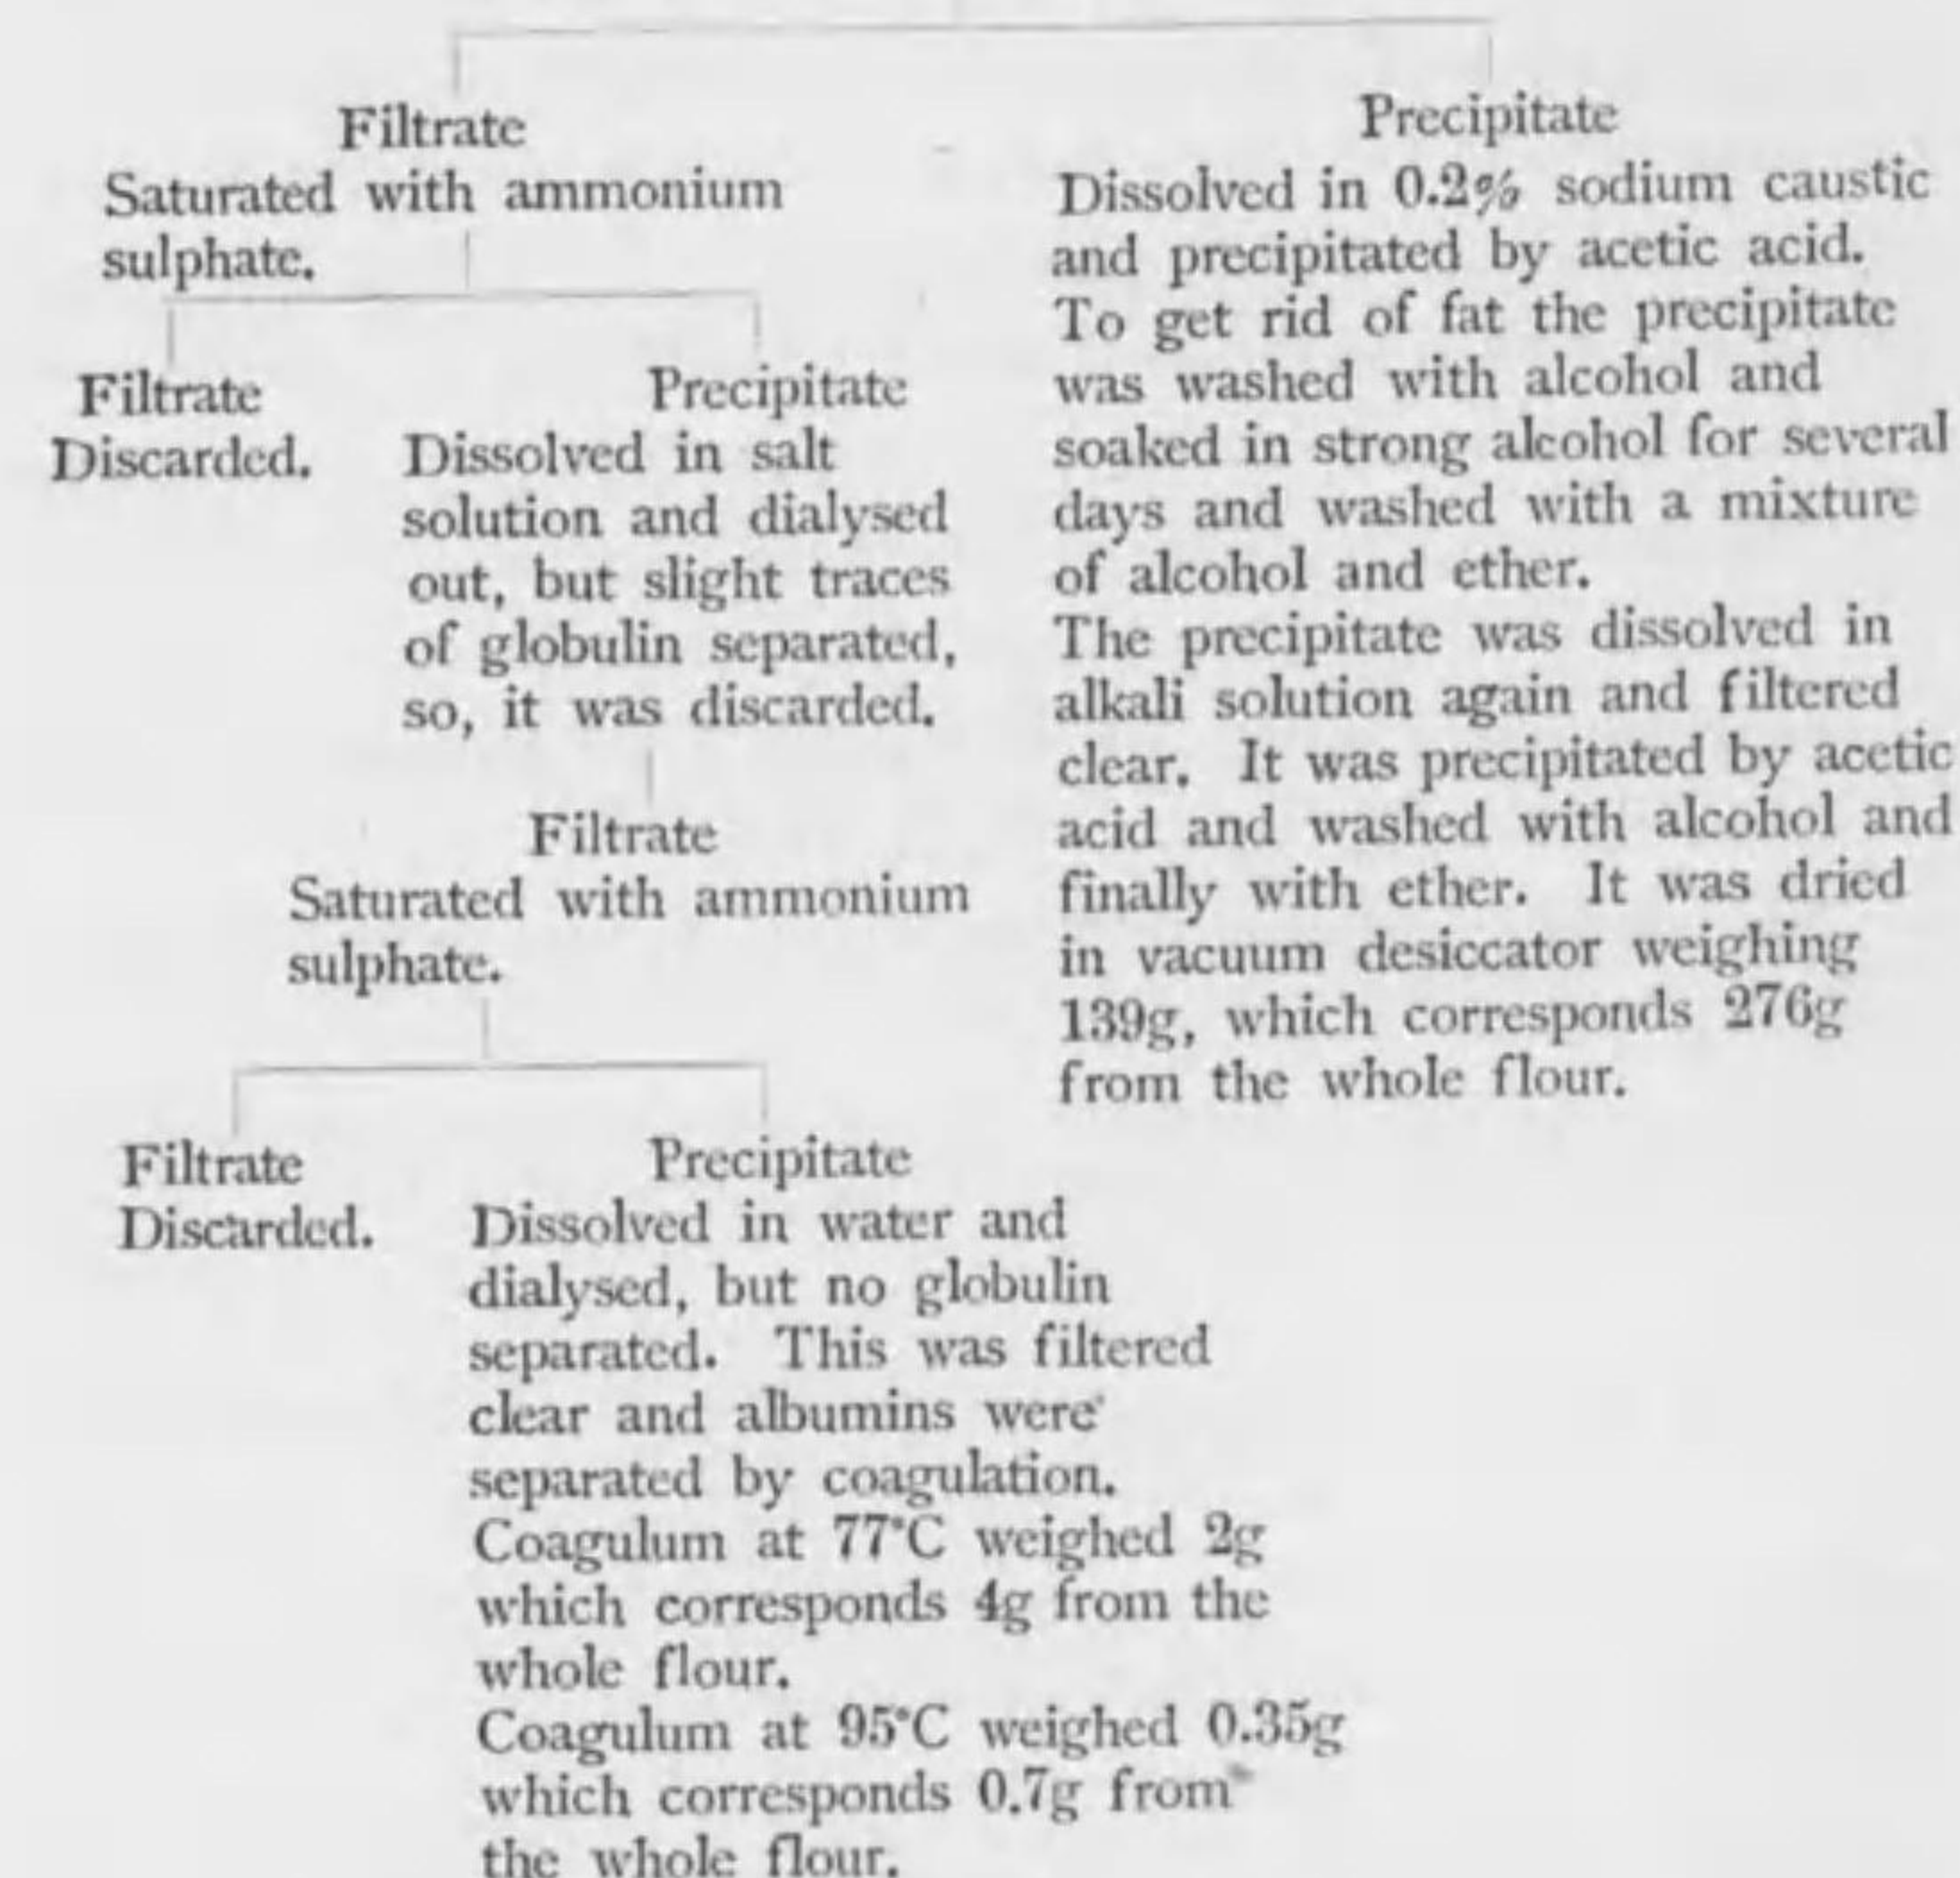 Filtrate
Saturated with ammonium
sulphate.
Filtrate
Discarded.
Precipitate
Dissolved in salt
solution and dialysed
out, but slight traces
of globulin separated,
so, it was discarded.
Filtrate
Saturated with ammonium
sulphate.
Filtrate
Discarded.
Precipitate
Dissolved in water and
dialysed, but no globulin
separated. This was filtered
clear and albumins were
separated by coagulation.
Coagulum at 77°C weighed 2g
which corresponds 4g from the
whole flour.
Coagulum at 95°C weighed 0.35g
which corresponds 0.7g from
the whole flour.
Precipitate
Dissolved in 0.2% sodium caustic
and precipitated by acetic acid.
To get rid of fat the precipitate
was washed with alcohol and
soaked in strong alcohol for several
days and washed with a mixture
of alcohol and ether.
The precipitate was dissolved in
alkali solution again and filtered
clear. It was precipitated by acetic
acid and washed with alcohol and
finally with ether. It was dried
in vacuum desiccator weighing
139g, which corresponds 276g
from the whole flour.